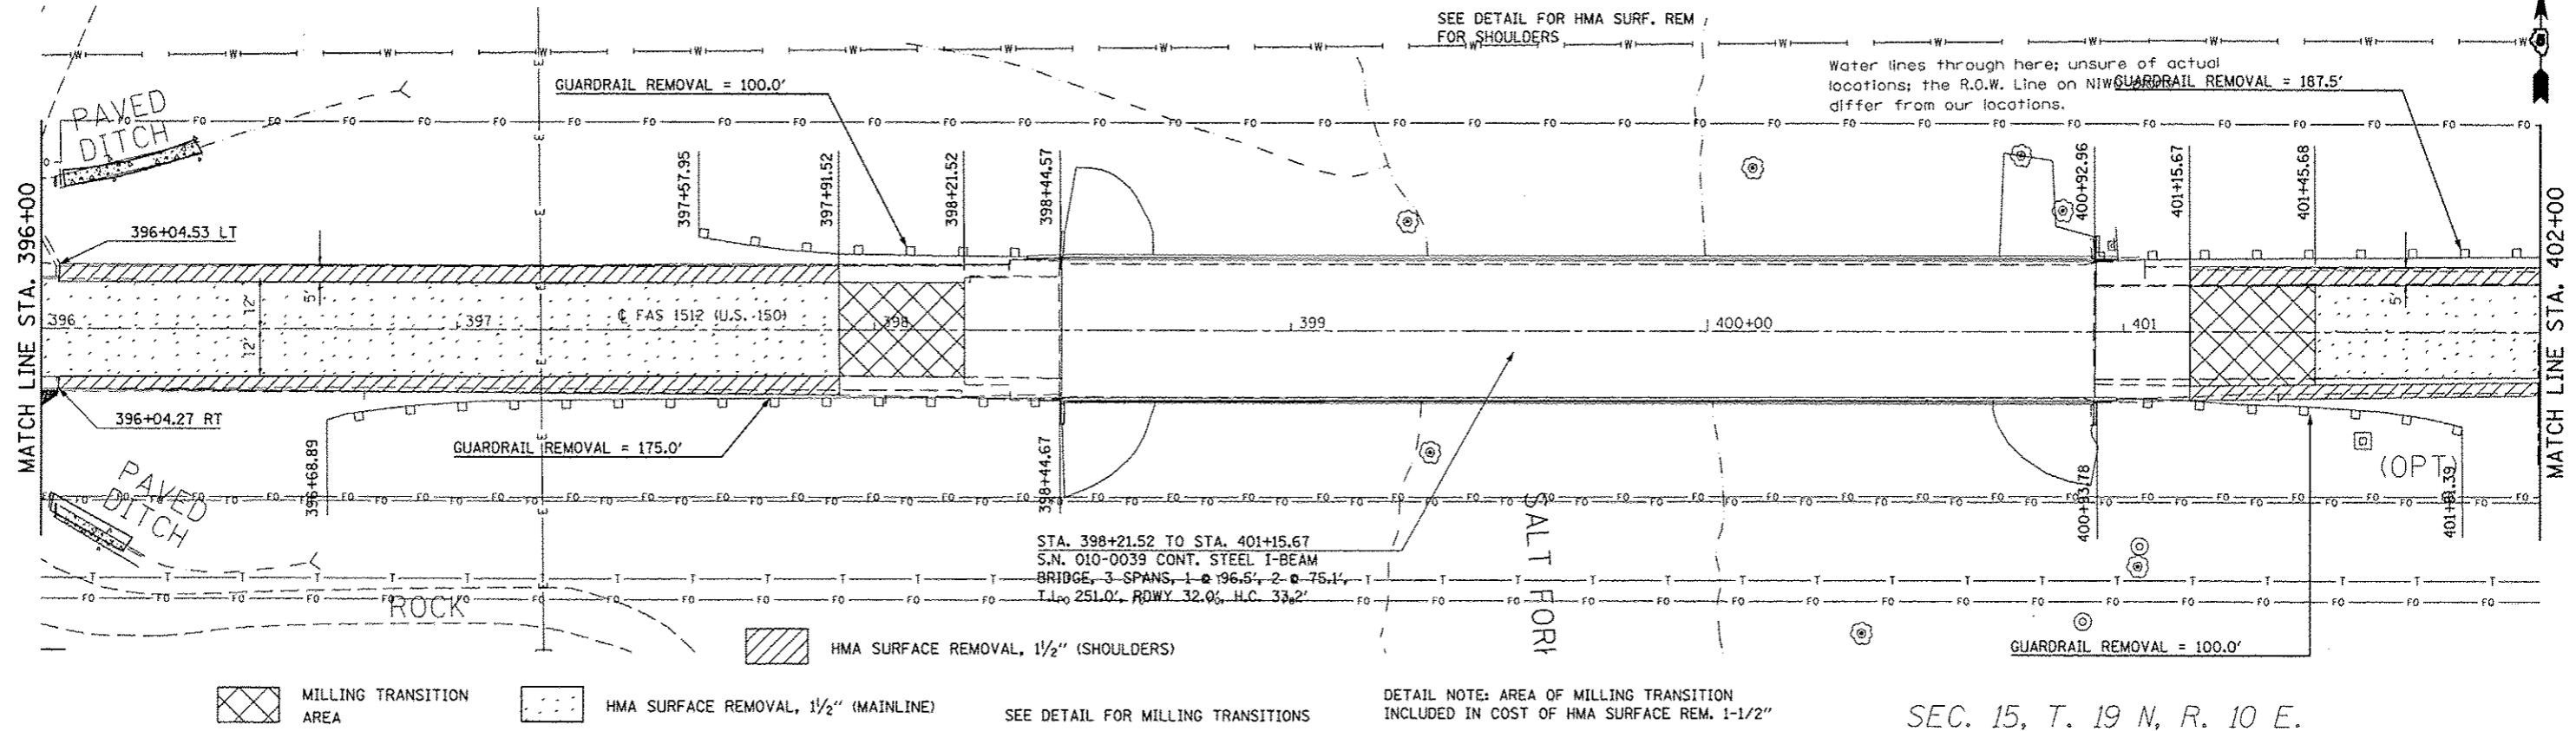 SEE DETAIL FOR HMA SURF. REM
FOR SHOULDERS
Water lines through here; unsure of actual
locations; the R.O.W. Line on
differ from our locations.
GUARDRAIL REMOVAL = 100.0'
GUARDRAIL REMOVAL = 187.5'
PAVED
DITCH
MATCH LINE STA. 396+00
MATCH LINE STA. 402+00
397+57.95
397+91.52
398+21.52
398+44.57
400+92.96
401+15.67
401+45.68
396+04.53 LT
12'
5'
5'
396
397
₵ FAS 1512 (U.S. 150)
398
399
400+00
401
12'
396+04.27 RT
GUARDRAIL REMOVAL = 175.0'
396+68.89
398+44.67
400+93.78
(OPT)
PAVED
DITCH
STA. 398+21.52 TO STA. 401+15.67
S.N. 010-0039 CONT. STEEL I-BEAM
BRIDGE, 3 SPANS, 1 @ 96.5', 2 @ 75.1',
T.L. 251.0', RDWY 32.0', H.C. 33.2'
SALT FORK
ROCK
GUARDRAIL REMOVAL = 100.0'
HMA SURFACE REMOVAL, 1½" (SHOULDERS)
MILLING TRANSITION
AREA
HMA SURFACE REMOVAL, 1½" (MAINLINE)
SEE DETAIL FOR MILLING TRANSITIONS
DETAIL NOTE: AREA OF MILLING TRANSITION
INCLUDED IN COST OF HMA SURFACE REM. 1-1/2"
SEC. 15, T. 19 N, R. 10 E.